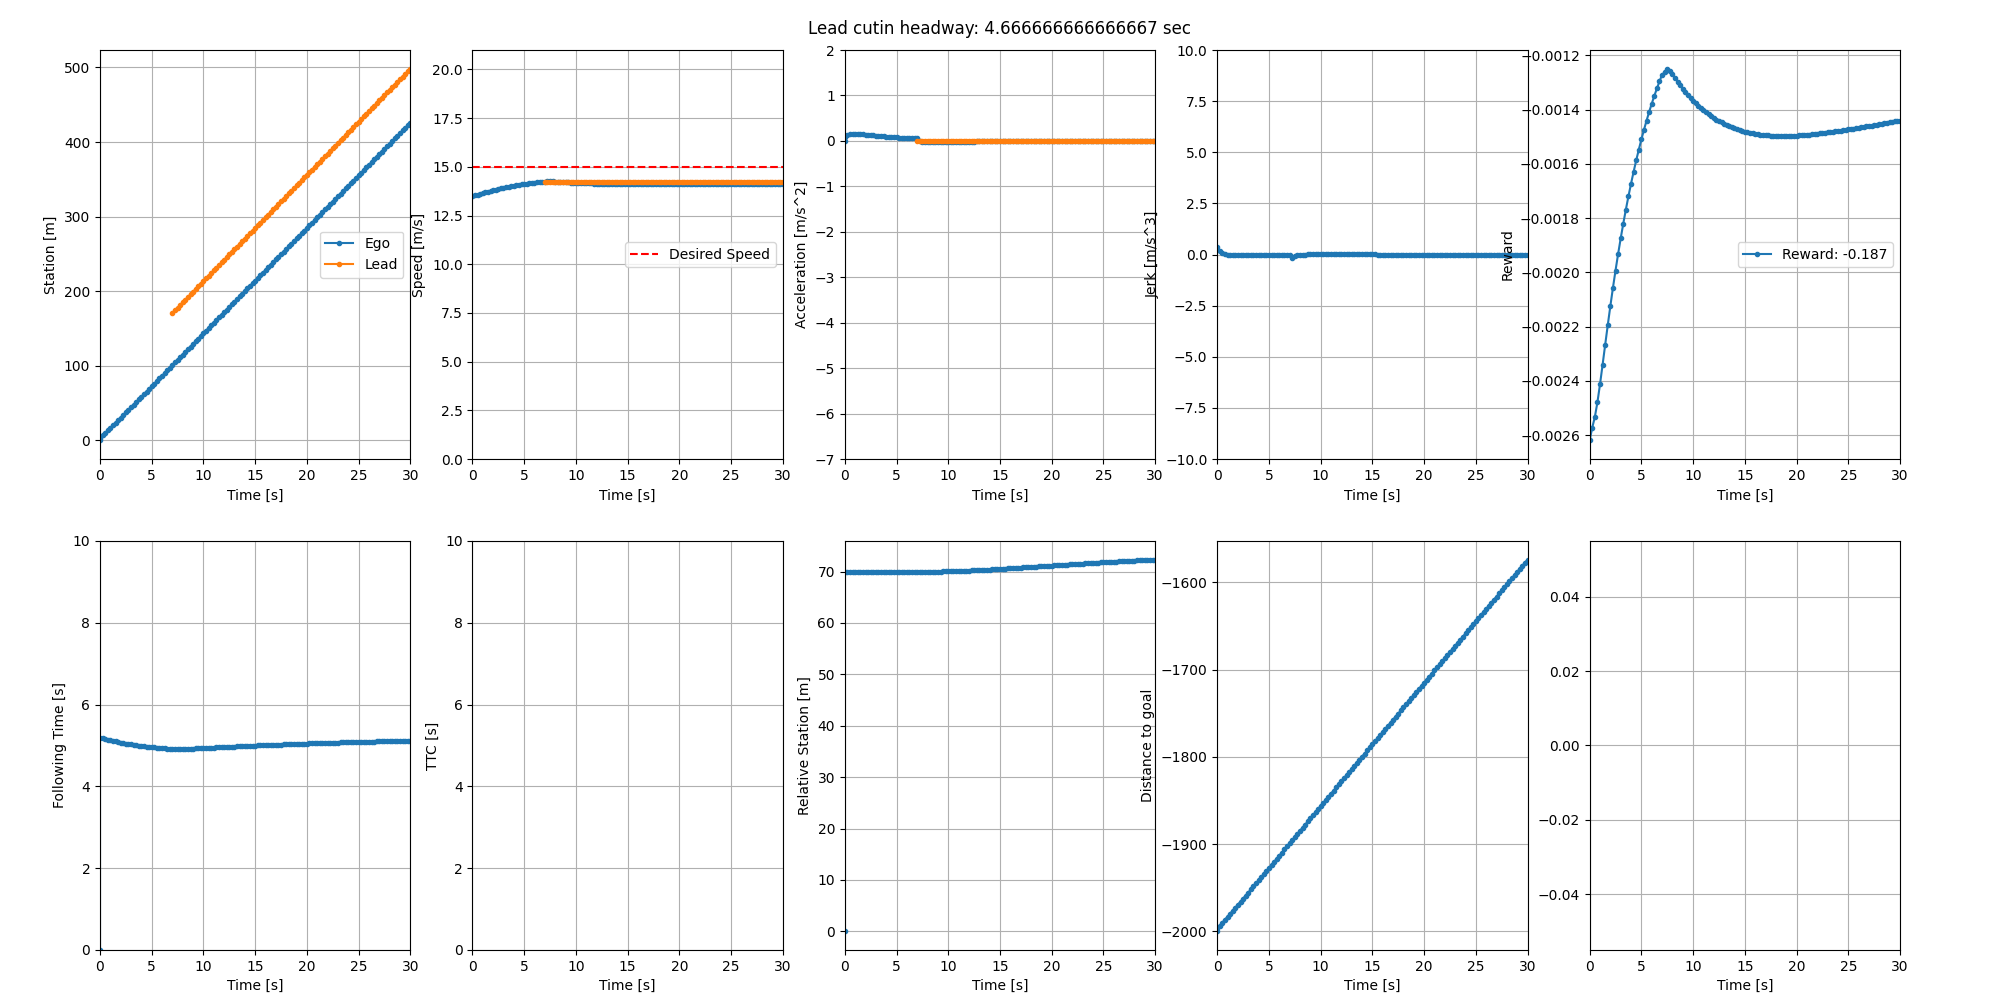 Lead cutin headway: 4.666666666666667 sec
Station [m]
500
400
300
200
100
0
0 5 10 15 20 25 30
Time [s]
Ego
Lead
Speed [m/s]
20.0
17.5
15.0
12.5
10.0
7.5
5.0
2.5
0.0
0 5 10 15 20 25 30
Time [s]
Desired Speed
Acceleration [m/s^2]
2
1
0
−1
−2
−3
−4
−5
−6
−7
0 5 10 15 20 25 30
Time [s]
Jerk [m/s^3]
10.0
7.5
5.0
2.5
0.0
−2.5
−5.0
−7.5
−10.0
0 5 10 15 20 25 30
Time [s]
Reward
−0.0012
−0.0014
−0.0016
−0.0018
−0.0020
−0.0022
−0.0024
−0.0026
0 5 10 15 20 25 30
Time [s]
Reward: -0.187
Following Time [s]
10
8
6
4
2
0
0 5 10 15 20 25 30
Time [s]
TTC [s]
10
8
6
4
2
0
0 5 10 15 20 25 30
Time [s]
Relative Station [m]
70
60
50
40
30
20
10
0
0 5 10 15 20 25 30
Time [s]
Distance to goal
−1600
−1700
−1800
−1900
−2000
0 5 10 15 20 25 30
Time [s]
0.04
0.02
0.00
−0.02
−0.04
0 5 10 15 20 25 30
Time [s]